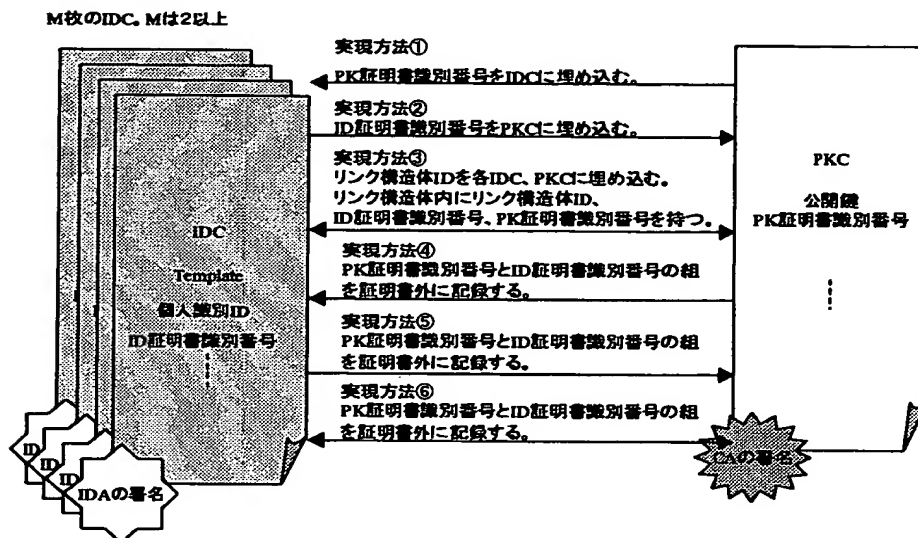 M枚のIDC。Mは2以上
実現方法①
PK証明書識別番号をIDCに埋め込む。
実現方法②
ID証明書識別番号をPKCに埋め込む。
実現方法③
リンク構造体IDを各IDC、PKCに埋め込む。
リンク構造体内にリンク構造体ID、
ID証明書識別番号、PK証明書識別番号を持つ。
実現方法④
PK証明書識別番号とID証明書識別番号の組
を証明書外に記録する。
実現方法⑤
PK証明書識別番号とID証明書識別番号の組
を証明書外に記録する。
実現方法⑥
PK証明書識別番号とID証明書識別番号の組
を証明書外に記録する。
IDC
Template
個人識別ID
ID証明書識別番号
ID
ID
ID
IDAの署名
PKC
公開鍵
PK証明書識別番号
CAの署名